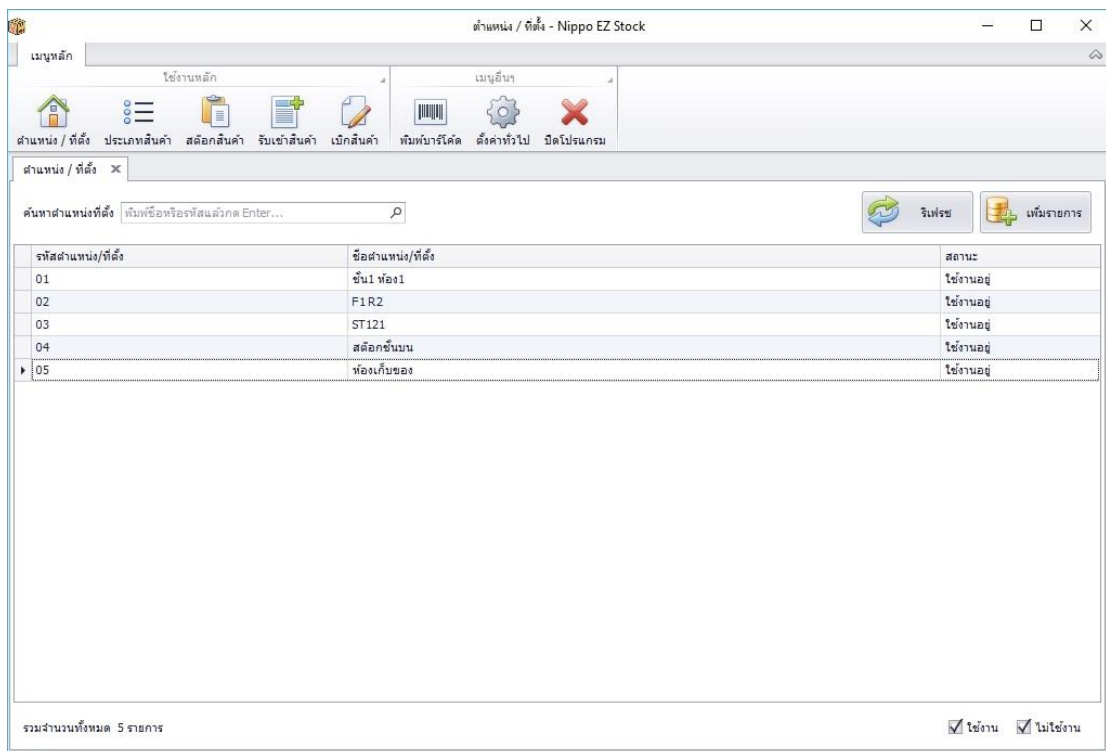 ตำแหน่ง / ที่ตั้ง - Nippo EZ Stock
เมนูหลัก
ใช้งานหลัก เมนูอื่นๆ
ตำแหน่ง / ที่ตั้ง ประเภทสินค้า สต๊อกสินค้า รับเข้าสินค้า เบิกสินค้า พิมพ์บาร์โค้ด ตั้งค่าทั่วไป ปิดโปรแกรม
ตำแหน่ง / ที่ตั้ง
ค้นหาตำแหน่งที่ตั้ง พิมพ์ชื่อหรือรหัสแล้วกด Enter... รีเฟรช เพิ่มรายการ
รหัสตำแหน่ง/ที่ตั้ง ชื่อตำแหน่ง/ที่ตั้ง สถานะ
01 ชั้น1 ห้อง1 ใช้งานอยู่
02 F1R2 ใช้งานอยู่
03 ST121 ใช้งานอยู่
04 สต๊อกชั้นบน ใช้งานอยู่
05 ห้องเก็บของ ใช้งานอยู่
รวมจำนวนทั้งหมด 5 รายการ ใช้งาน ไม่ใช้งาน